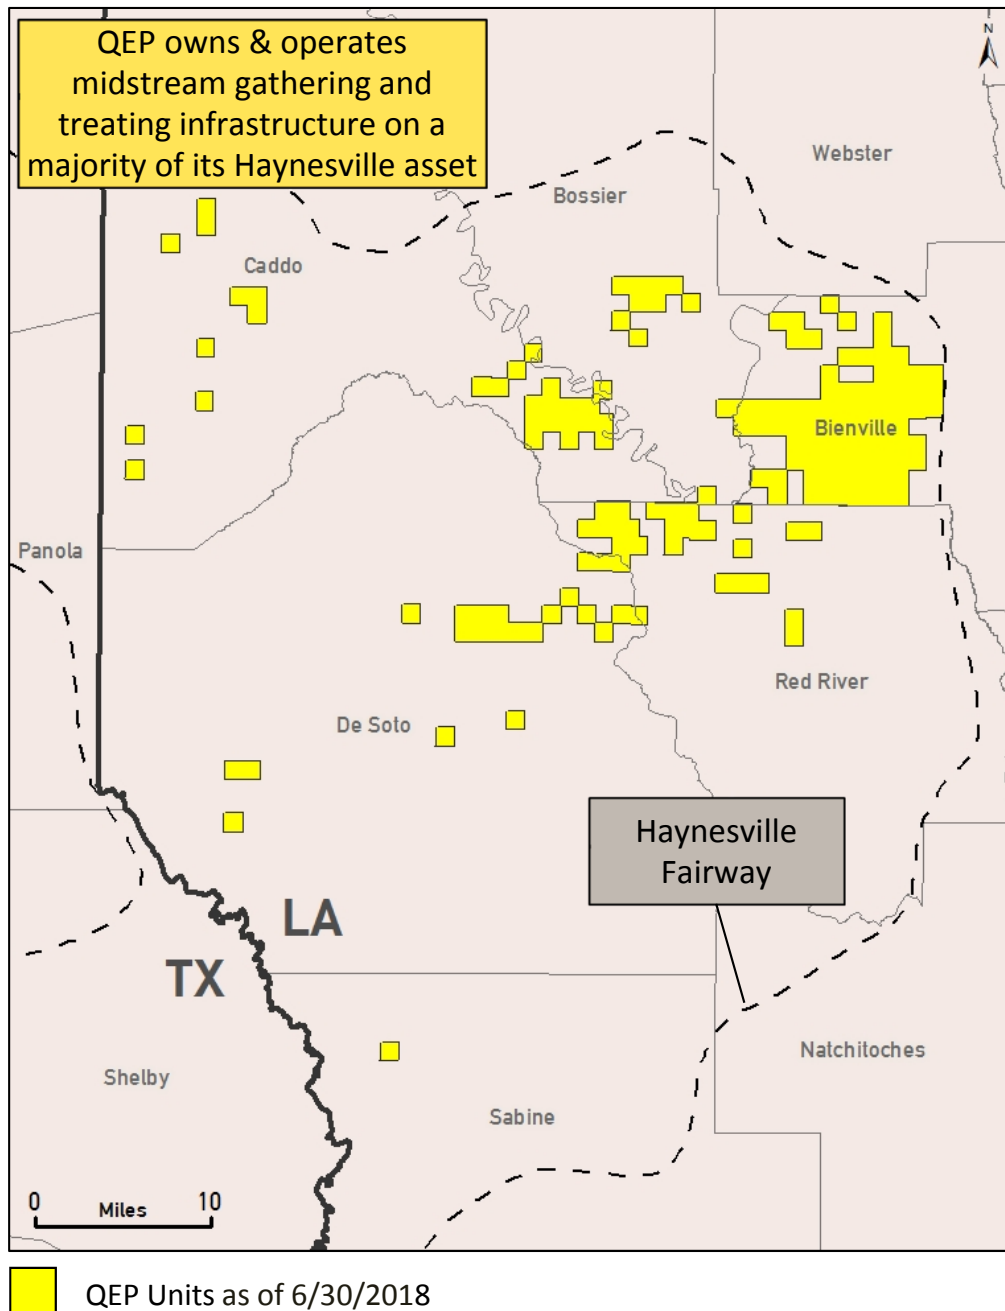 QEP owns & operates
midstream gathering and
treating infrastructure on a
majority of its Haynesville asset
N
Webster
Bossier
Caddo
Bienville
Panola
Red River
De Soto
Haynesville
Fairway
LA
TX
Natchitoches
Shelby
Sabine
0 Miles 10
QEP Units as of 6/30/2018